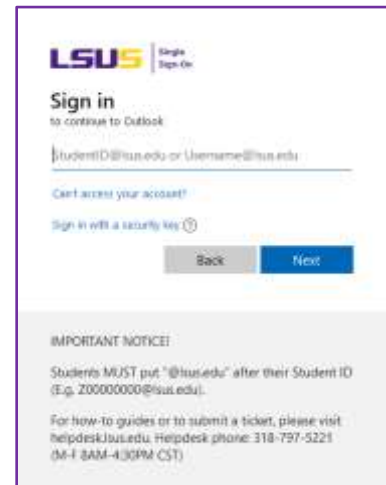 LSUS Single
Sign-On
Sign in
to continue to Outlook
StudentID@lsus.edu or Username@lsus.edu
Can't access your account?
Sign in with a security key
Back Next
IMPORTANT NOTICE!
Students MUST put "@lsus.edu" after their Student ID
(E.g. Z00000000@lsus.edu).
For how-to guides or to submit a ticket, please visit
helpdesk.lsus.edu. Helpdesk phone: 318-797-5221
(M-F 8AM-4:30PM CST)